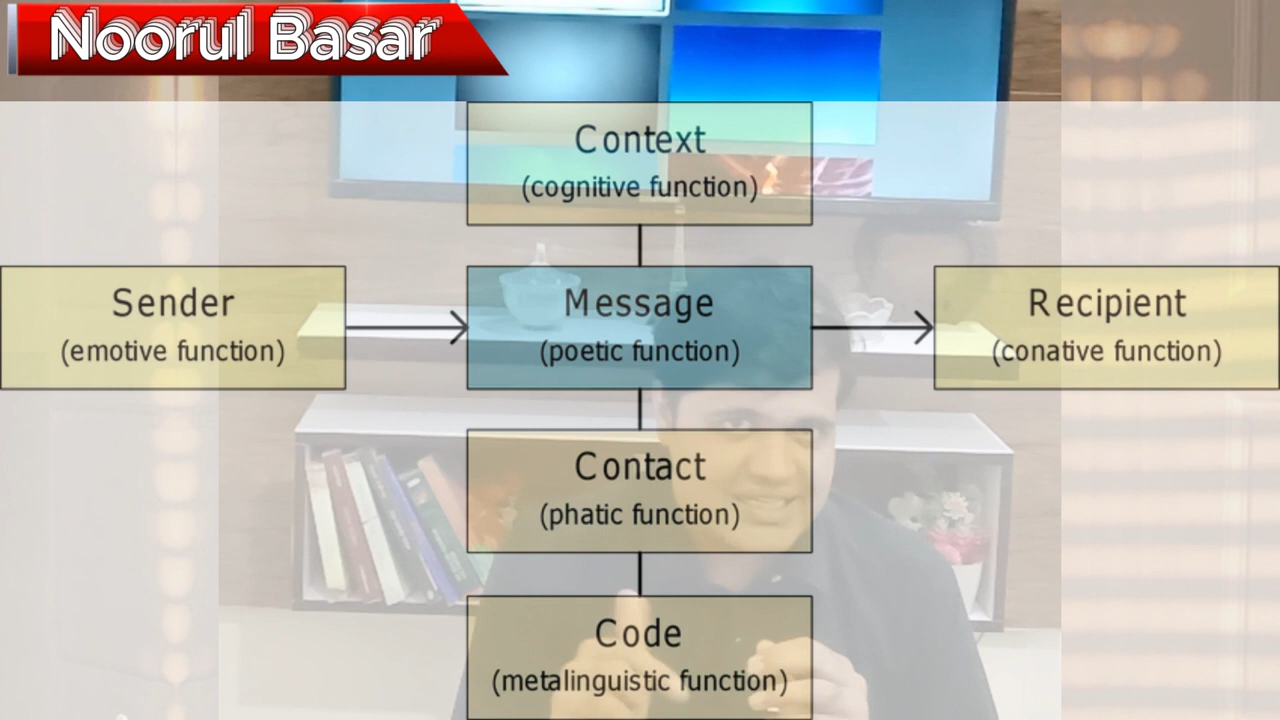 Noorul Basar
Context
(cognitive function)
Sender
(emotive function)
Message
(poetic function)
Recipient
(conative function)
Contact
(phatic function)
Code
(metalinguistic function)